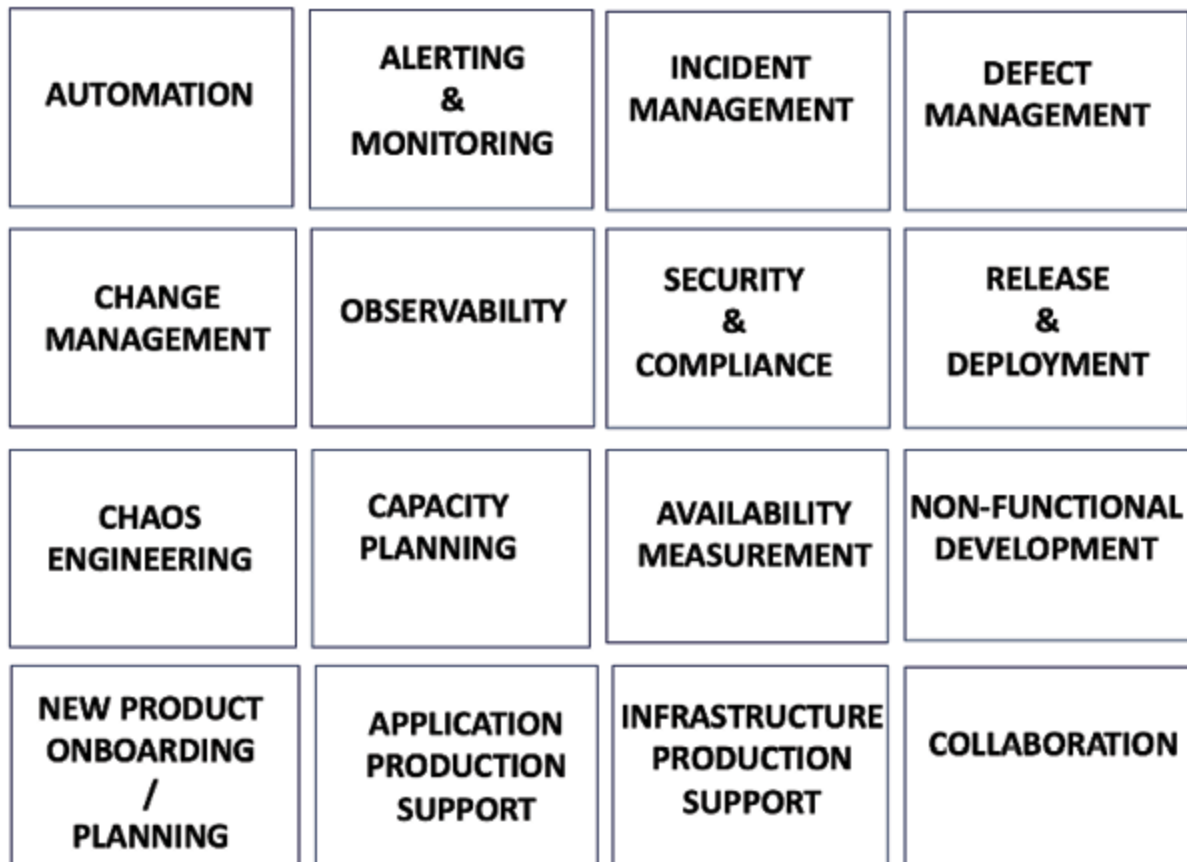 AUTOMATION
ALERTING
&
MONITORING
INCIDENT
MANAGEMENT
DEFECT
MANAGEMENT
CHANGE
MANAGEMENT
OBSERVABILITY
SECURITY
&
COMPLIANCE
RELEASE
&
DEPLOYMENT
CHAOS
ENGINEERING
CAPACITY
PLANNING
AVAILABILITY
MEASUREMENT
NON-FUNCTIONAL
DEVELOPMENT
NEW PRODUCT
ONBOARDING
/
PLANNING
APPLICATION
PRODUCTION
SUPPORT
INFRASTRUCTURE
PRODUCTION
SUPPORT
COLLABORATION